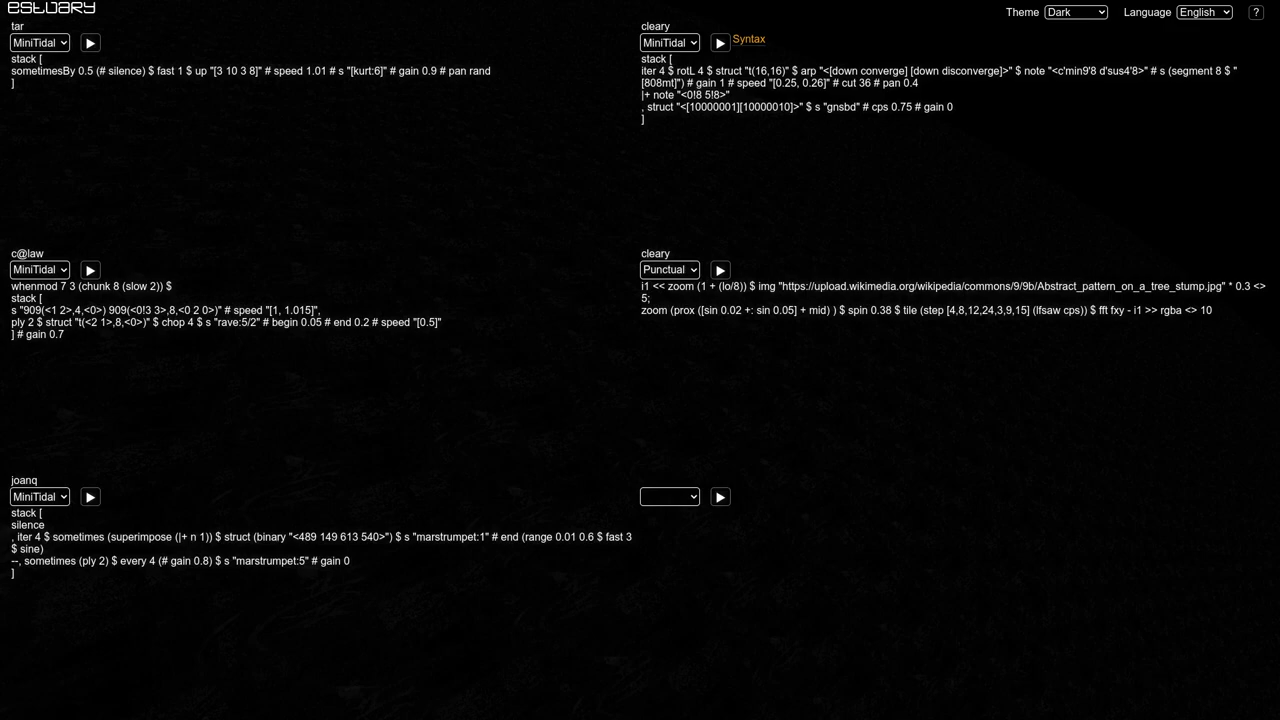 estuary
Theme Dark Language English ?
tar
MiniTidal
stack [
sometimesBy 0.5 (# silence) $ fast 1 $ up "[3 10 3 8]" # speed 1.01 # s "[kurt:6]" # gain 0.9 # pan rand
]
cleary
MiniTidal Syntax
stack [
iter 4 $ rotL 4 $ struct "t(16,16)" $ arp "<[down converge] [down disconverge]>" $ note "<c'min9'8 d'sus4'8>" # s (segment 8 $ "
[808mt]") # gain 1 # speed "[0.25, 0.26]" # cut 36 # pan 0.4
|+ note "<0!8 5!8>"
, struct "<[10000001][10000010]>" $ s "gnsbd" # cps 0.75 # gain 0
]
c@law
MiniTidal
whenmod 7 3 (chunk 8 (slow 2)) $
stack [
s "909(<1 2>,4,<0>) 909(<0!3 3>,8,<0 2 0>)" # speed "[1, 1.015]",
ply 2 $ struct "t(<2 1>,8,<0>)" $ chop 4 $ s "rave:5/2" # begin 0.05 # end 0.2 # speed "[0.5]"
] # gain 0.7
cleary
Punctual
i1 << zoom (1 + (lo/8)) $ img "https://upload.wikimedia.org/wikipedia/commons/9/9b/Abstract_pattern_on_a_tree_stump.jpg" * 0.3 <>
5;
zoom (prox ([sin 0.02 +: sin 0.05] + mid) ) $ spin 0.38 $ tile (step [4,8,12,24,3,9,15] (lfsaw cps)) $ fft fxy - i1 >> rgba <> 10
joanq
MiniTidal
stack [
silence
, iter 4 $ sometimes (superimpose (|+ n 1)) $ struct (binary "<489 149 613 540>") $ s "marstrumpet:1" # end (range 0.01 0.6 $ fast 3
$ sine)
--, sometimes (ply 2) $ every 4 (# gain 0.8) $ s "marstrumpet:5" # gain 0
]